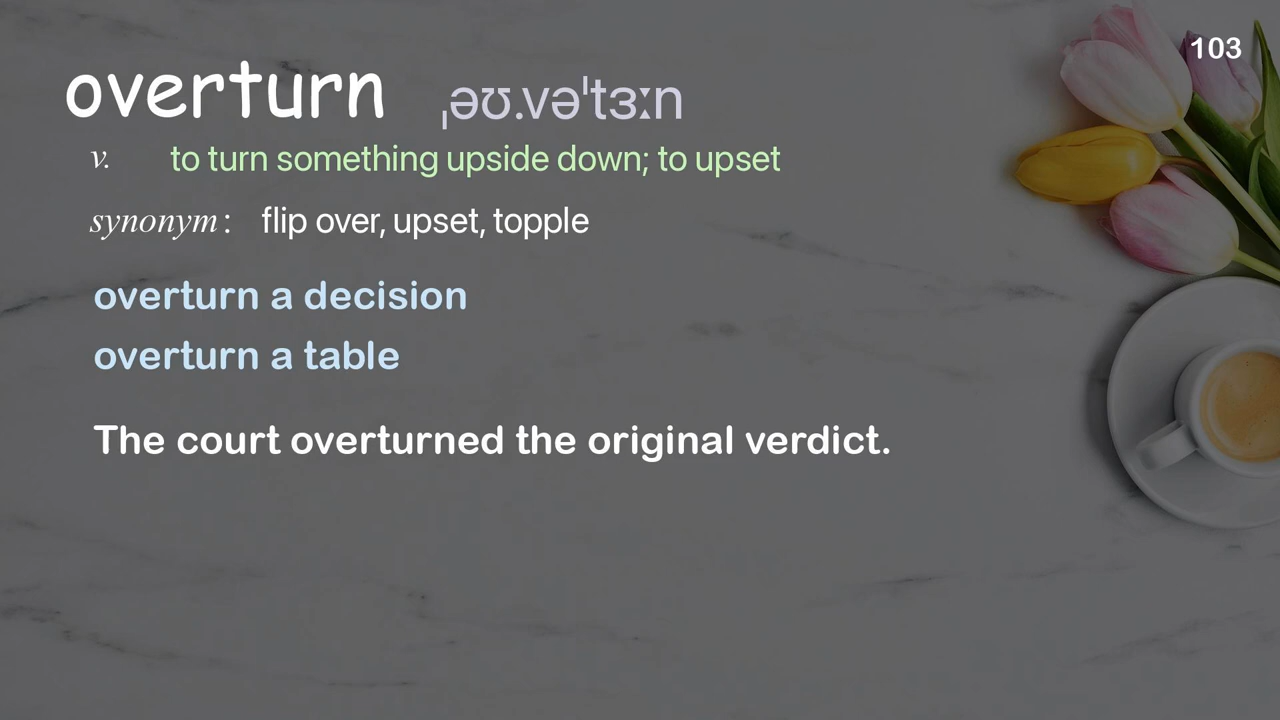 103
overturn ˌəʊ.vəˈtɜːn
v. to turn something upside down; to upset
synonym: flip over, upset, topple
overturn a decision
overturn a table
The court overturned the original verdict.